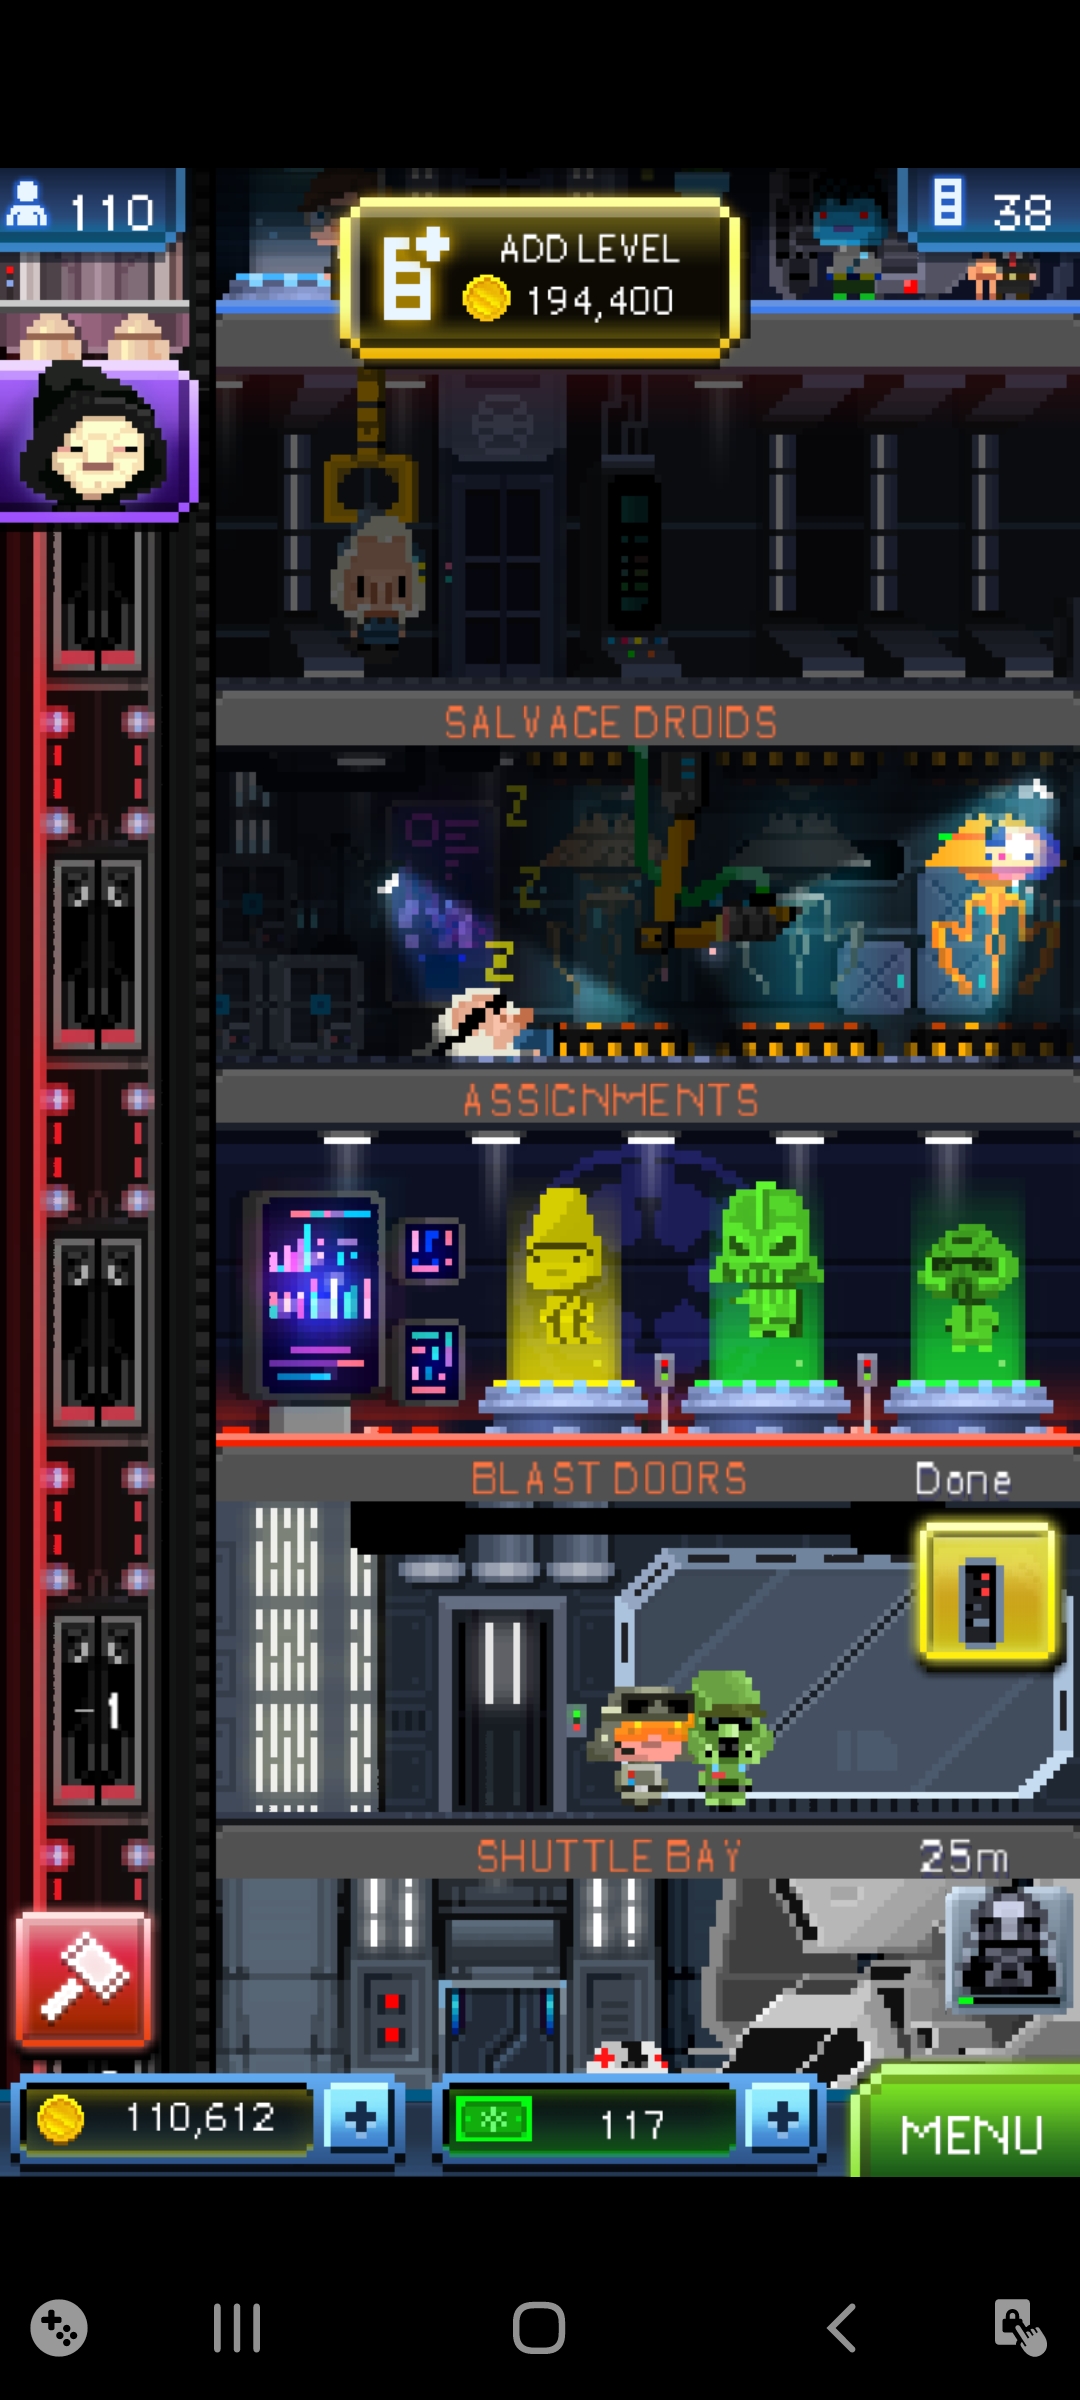 110
ADD LEVEL
194,400
38
SALVAGE DROIDS
Z
Z
Z
ASSIGNMENTS
BLAST DOORS
Done
-1
SHUTTLE BAY
25m
110,612
117
MENU